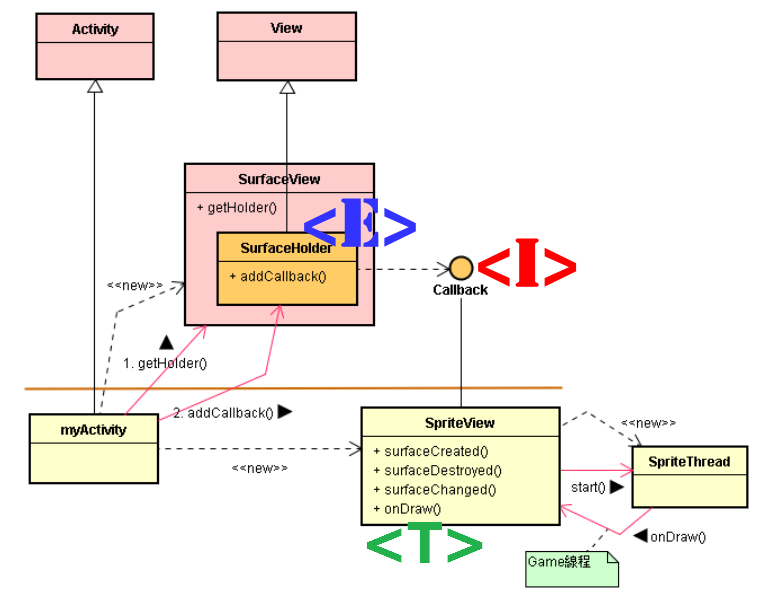 Activity
View
SurfaceView
+ getHolder()
<E>
SurfaceHolder
+ addCallback()
<I>
Callback
<<new>>
1. getHolder()
2. addCallback()
myActivity
<<new>>
SpriteView
+ surfaceCreated()
+ surfaceDestroyed()
+ surfaceChanged()
+ onDraw()
<T>
<<new>>
SpriteThread
start()
onDraw()
Game線程